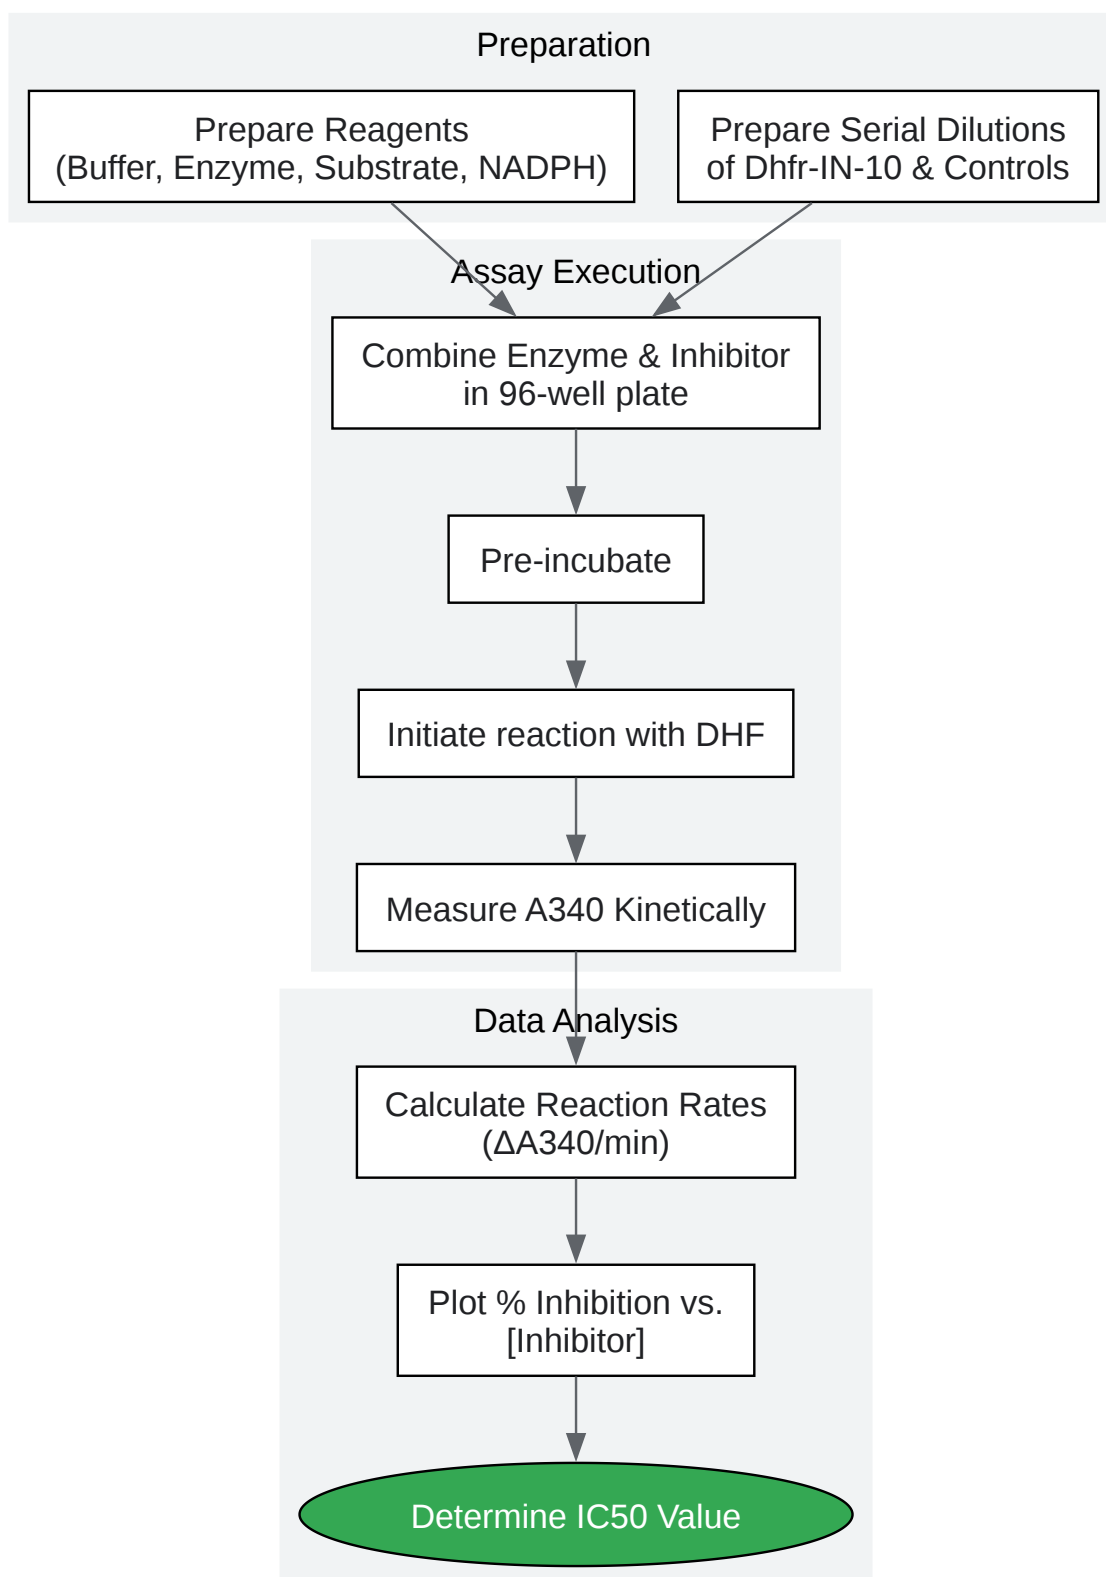 Preparation
Prepare Reagents
(Buffer, Enzyme, Substrate, NADPH)
Prepare Serial Dilutions
of Dhfr-IN-10 & Controls
Assay Execution
Combine Enzyme & Inhibitor
in 96-well plate
Pre-incubate
Initiate reaction with DHF
Measure A340 Kinetically
Data Analysis
Calculate Reaction Rates
(ΔA340/min)
Plot % Inhibition vs.
[Inhibitor]
Determine IC50 Value